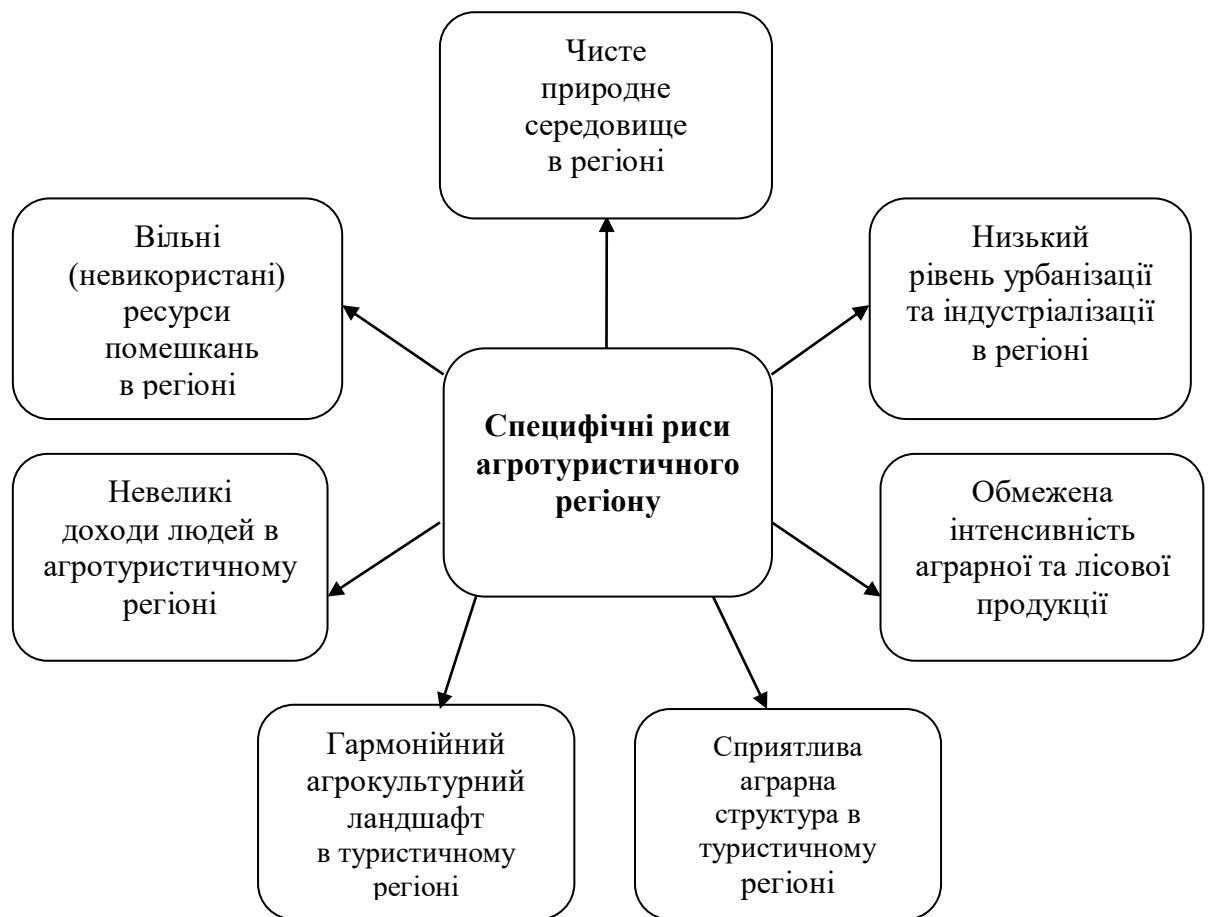 Чисте
природне
середовище
в регіоні
Вільні
(невикористані)
ресурси
помешкань
в регіоні
Низький
рівень урбанізації
та індустріалізації
в регіоні
Специфічні риси
агротуристичного
регіону
Невеликі
доходи людей в
агротуристичному
регіоні
Обмежена
інтенсивність
аграрної та лісової
продукції
Гармонійний
агрокультурний
ландшафт
в туристичному
регіоні
Сприятлива
аграрна
структура в
туристичному
регіоні